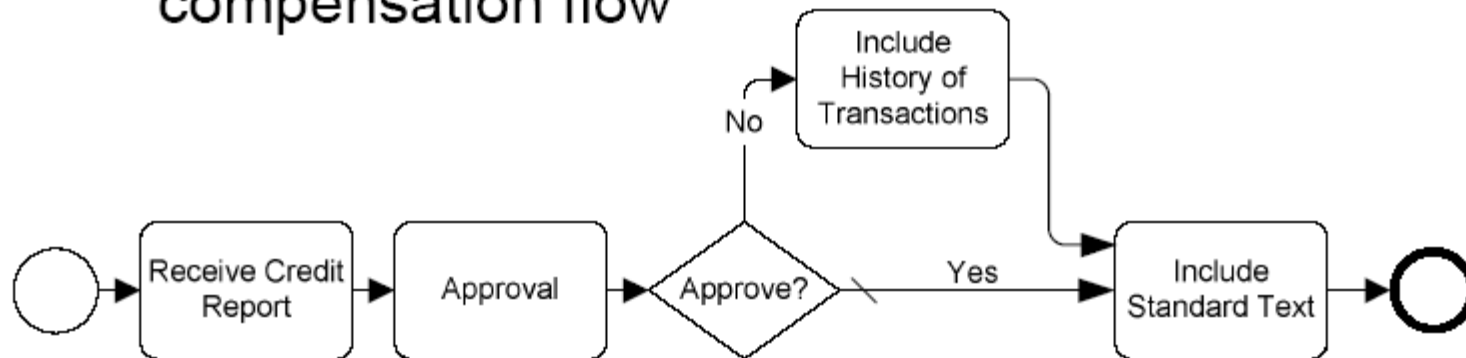 compensation flow
Include
History of
Transactions
No
Receive Credit
Report
Approval
Approve?
Yes
Include
Standard Text